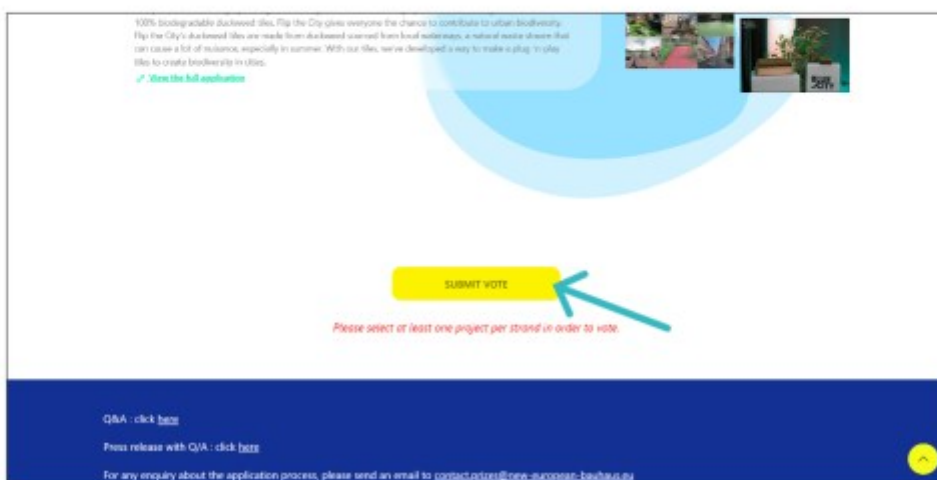 100% biodegradable duckweed tiles. Flip the City gives everyone the chance to contribute to urban biodiversity.
Flip the City's duckweed tiles are made from duckweed sourced from local waterways, a natural waste stream that
can cause a lot of nuisance, especially in summer. With our tiles, we've developed a way to make a plug 'n play
tiles to create biodiversity in cities.
View the full application
BLUE
CITY
SUBMIT VOTE
Please select at least one project per strand in order to vote.
Q&A : click here
Press release with Q/A : click here
For any enquiry about the application process, please send an email to contact.prizes@new-european-bauhaus.eu